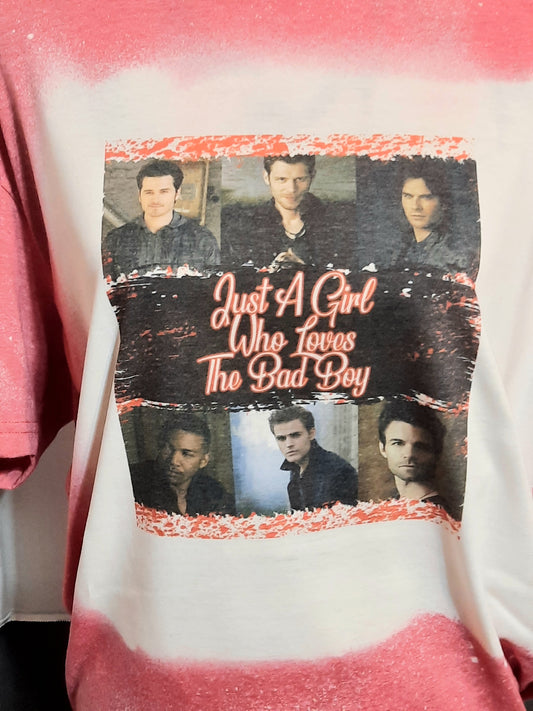 Just A Girl
Who Loves
The Bad Boy